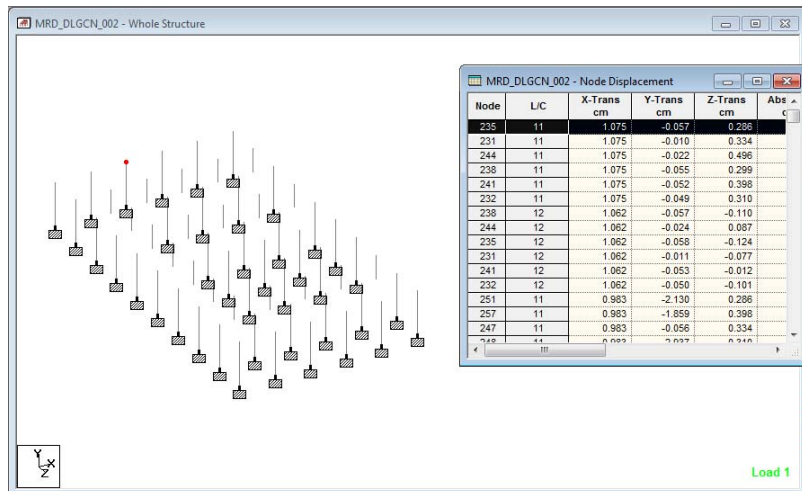 MRD_DLGCN_002 - Whole Structure
MRD_DLGCN_002 - Node Displacement
Node L/C X-Trans cm Y-Trans cm Z-Trans cm Abs
235 11 1.075 -0.057 0.286
231 11 1.075 -0.010 0.334
244 11 1.075 -0.022 0.496
238 11 1.075 -0.055 0.299
241 11 1.075 -0.052 0.398
232 11 1.075 -0.049 0.310
238 12 1.062 -0.057 -0.110
244 12 1.062 -0.024 0.087
235 12 1.062 -0.058 -0.124
231 12 1.062 -0.011 -0.077
241 12 1.062 -0.053 -0.012
232 12 1.062 -0.050 -0.101
251 11 0.983 -2.130 0.286
257 11 0.983 -1.859 0.398
247 11 0.983 -0.056 0.334
Y
X
Z
Load 1